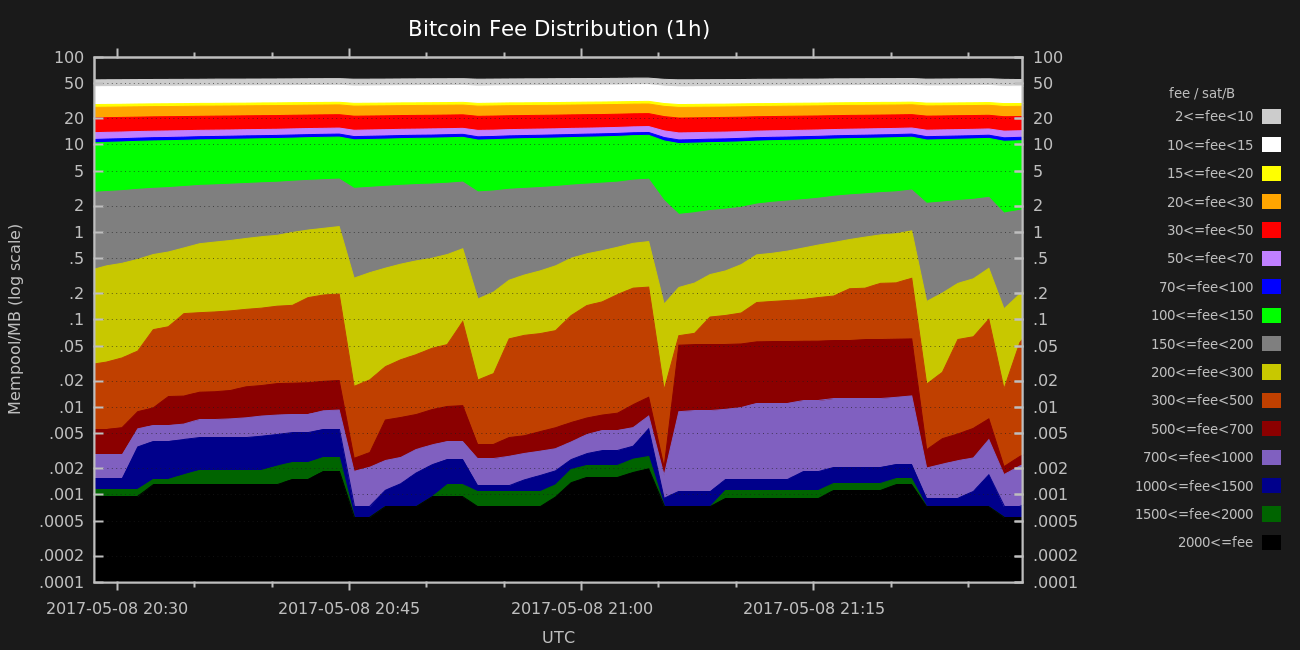 Bitcoin Fee Distribution (1h)
Mempool/MB (log scale)
100
50
20
10
5
2
1
.5
.2
.1
.05
.02
.01
.005
.002
.001
.0005
.0002
.0001
100
50
20
10
5
2
1
.5
.2
.1
.05
.02
.01
.005
.002
.001
.0005
.0002
.0001
2017-05-08 20:30
2017-05-08 20:45
2017-05-08 21:00
2017-05-08 21:15
UTC
fee / sat/B
2<=fee<10
10<=fee<15
15<=fee<20
20<=fee<30
30<=fee<50
50<=fee<70
70<=fee<100
100<=fee<150
150<=fee<200
200<=fee<300
300<=fee<500
500<=fee<700
700<=fee<1000
1000<=fee<1500
1500<=fee<2000
2000<=fee